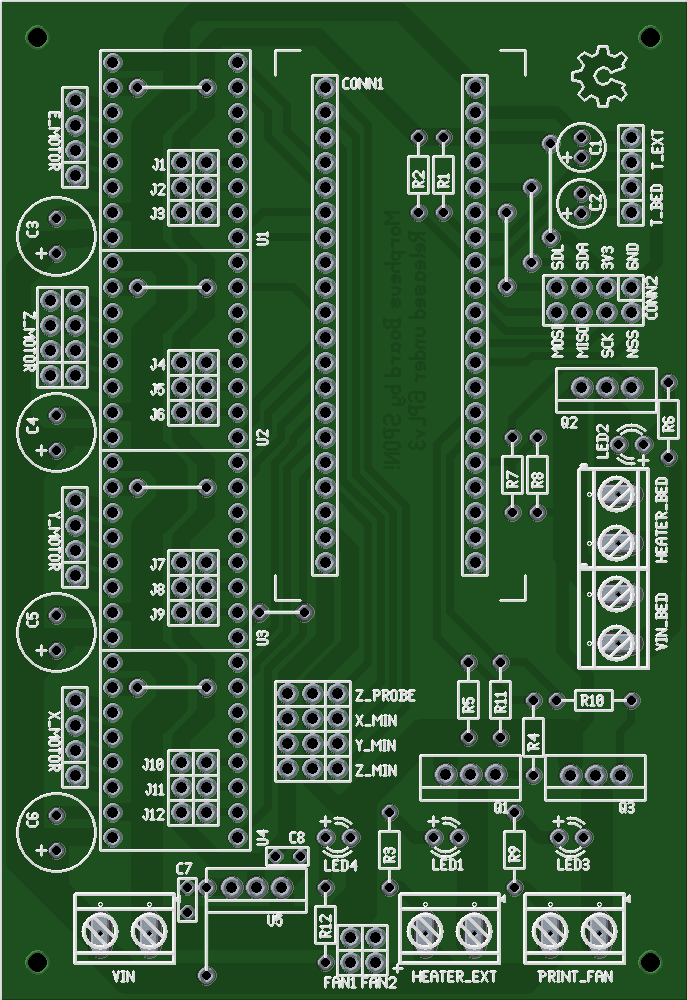 CONN1
E_MOTOR
J1
J2
J3
R2
R1
C1
T_EXT
C2
T_BED
C3
U1
SDL
SDA
3V3
GND
CONN2
MOSI
MISO
SCK
NSS
Morpheus Board by SPIN!
Released under GPLv3
Z_MOTOR
J4
J5
J6
Q2
R6
C4
U2
LED2
R7
R8
HEATER_BED
Y_MOTOR
J7
J8
J9
C5
U3
VIN_BED
X_MOTOR
Z_PROBE
X_MIN
Y_MIN
Z_MIN
R5
R11
R10
R4
J10
J11
J12
Q1
Q3
C6
U4
C8
LED4
R3
LED1
R9
LED3
C7
U5
R12
VIN
FAN1
FAN2
HEATER_EXT
PRINT_FAN